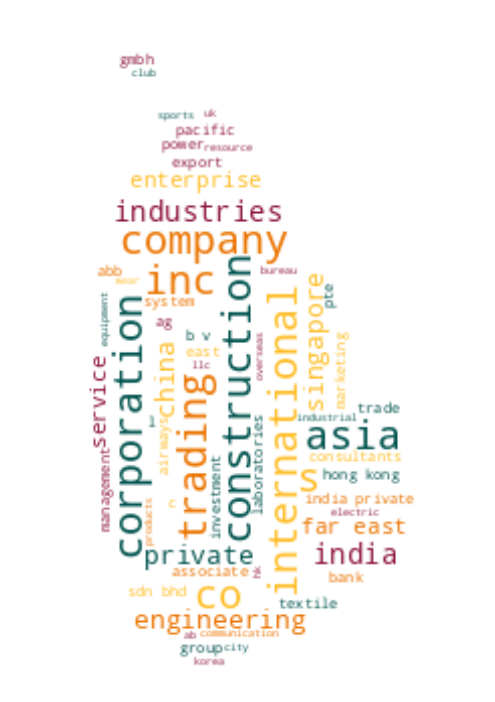 gmbh
club
sports uk
pacific
power resource
export
enterprise
industries
company
abb
wear
inc
bureau
system
equipment
corporation
construction
international
singapore
pte
ag
b v
east
llc
overseas
marketing
service
china
trading
airways
investment
laboratories
industrial
trade
asia
consultants
s
hong kong
management
products
india private
electric
far east
private
india
associate
hk
bank
sdn bhd
co
textile
engineering
ab communication
group city
korea